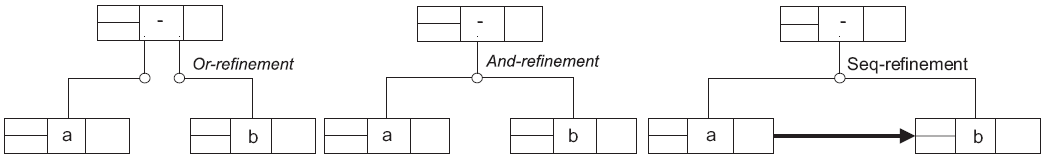 - - -
Or-refinement And-refinement Seq-refinement
a b a b a b